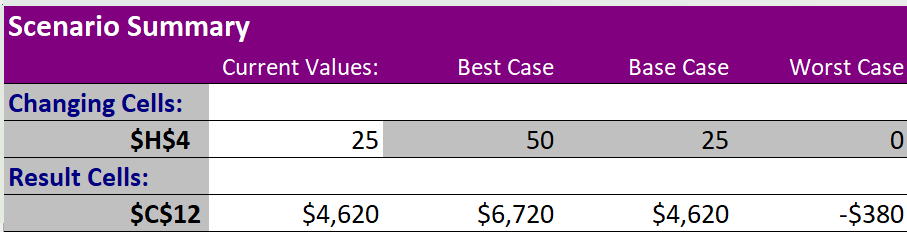 Scenario Summary
Current Values: Best Case Base Case Worst Case
Changing Cells:
$H$4 25 50 25 0
Result Cells:
$C$12 $4,620 $6,720 $4,620 -$380